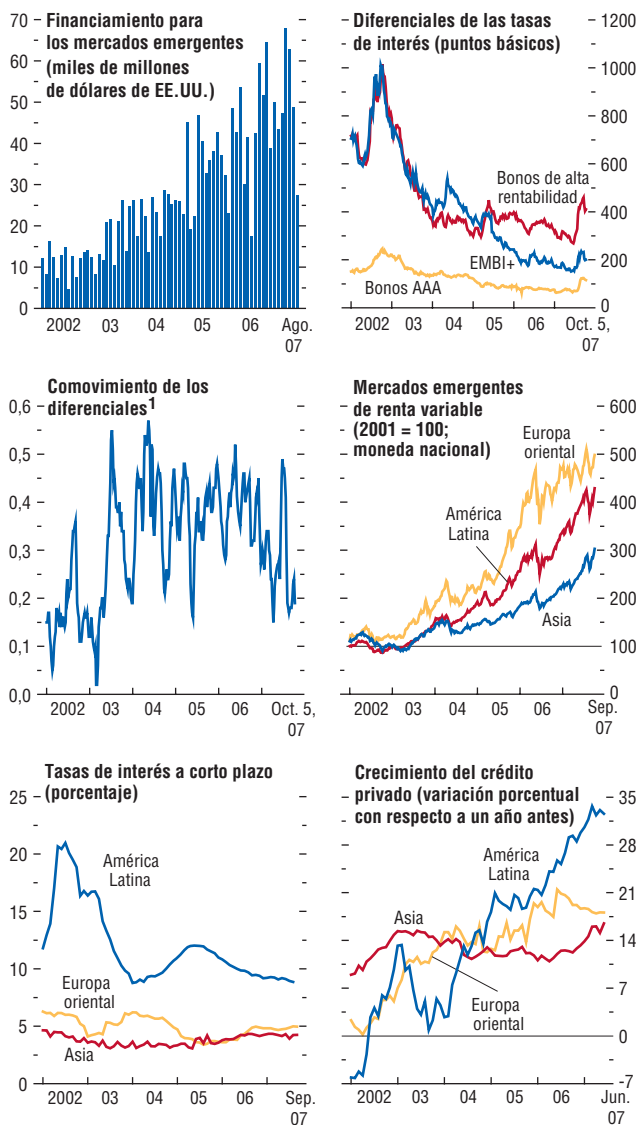 Financiamiento para
los mercados emergentes
(miles de millones
de dólares de EE.UU.)
70
60
50
40
30
20
10
0
2002 03 04 05 06 Ago.
07
Diferenciales de las tasas
de interés (puntos básicos)
1200
1000
800
600
400
200
0
Bonos de alta
rentabilidad
EMBI+
Bonos AAA
2002 03 04 05 06 Oct. 5,
07
Comovimiento de los
diferenciales1
0,6
0,5
0,4
0,3
0,2
0,1
0,0
2002 03 04 05 06 Oct. 5,
07
Mercados emergentes
de renta variable
(2001 = 100;
moneda nacional)
600
500
400
300
200
100
0
Europa
oriental
América
Latina
Asia
2002 03 04 05 06 Sep.
07
Tasas de interés a corto plazo
(porcentaje)
25
20
15
10
5
0
América
Latina
Europa
oriental
Asia
2002 03 04 05 06 Sep.
07
Crecimiento del crédito
privado (variación porcentual
con respecto a un año antes)
35
28
21
14
7
0
-7
América
Latina
Asia
Europa
oriental
2002 03 04 05 06 Jun.
07